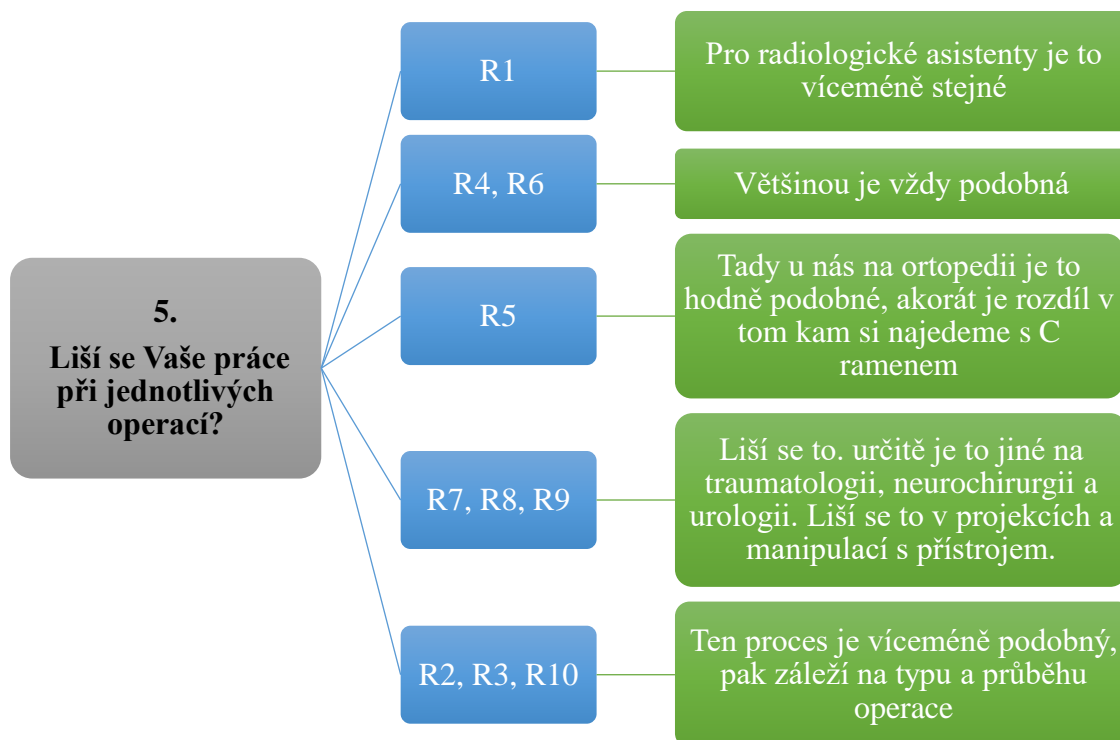 5.
Liší se Vaše práce
při jednotlivých
operací?
R1
Pro radiologické asistenty je to
víceméně stejné
R4, R6
Většinou je vždy podobná
R5
Tady u nás na ortopedii je to
hodně podobné, akorát je rozdíl v
tom kam si najedeme s C
ramenem
R7, R8, R9
Liší se to. určitě je to jiné na
traumatologii, neurochirurgii a
urologii. Liší se to v projekcích a
manipulací s přístrojem.
R2, R3, R10
Ten proces je víceméně podobný,
pak záleží na typu a průběhu
operace